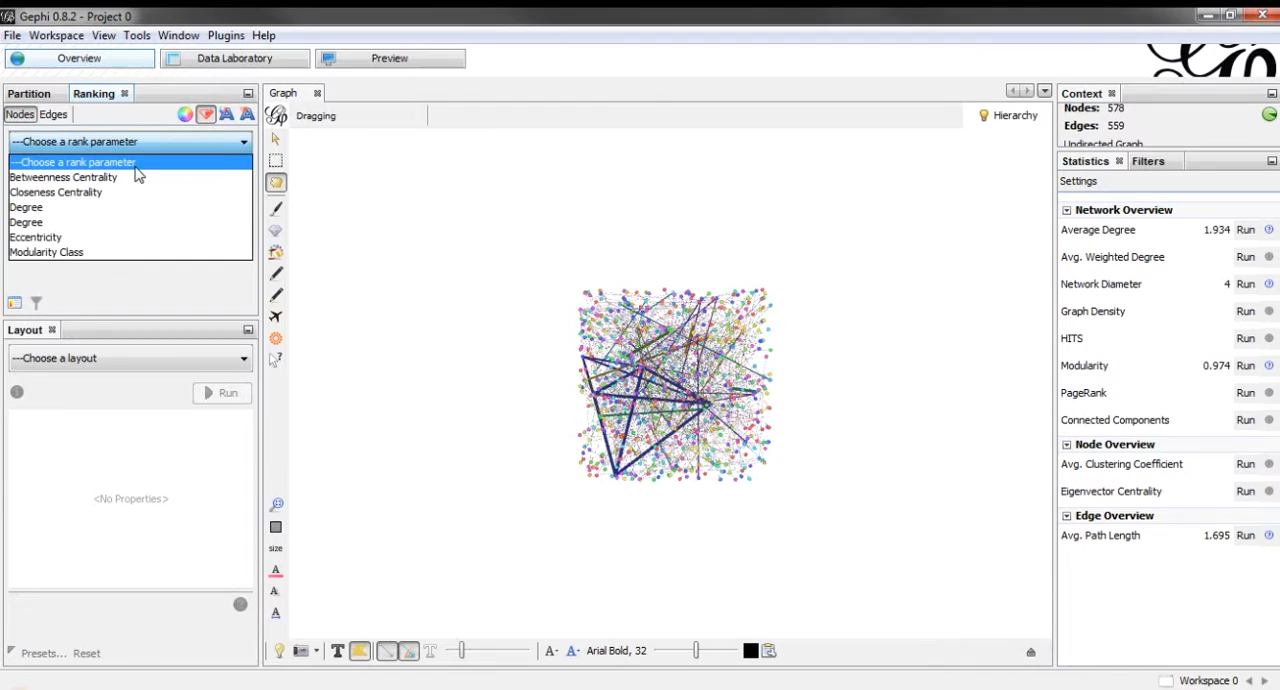 Gephi 0.8.2 - Project 0
File Workspace View Tools Window Plugins Help
Overview Data Laboratory Preview
Partition Ranking
Nodes Edges
---Choose a rank parameter
---Choose a rank parameter
Betweenness Centrality
Closeness Centrality
Degree
Degree
Eccentricity
Modularity Class
Layout
---Choose a layout
Run
<No Properties>
Presets... Reset
Graph
Dragging
Hierarchy
size
A
A
A
T T A- A- Arial Bold, 32
Context
Nodes: 578
Edges: 559
Undirected Graph
Statistics Filters
Settings
Network Overview
Average Degree 1.934 Run
Avg. Weighted Degree Run
Network Diameter 4 Run
Graph Density Run
HITS Run
Modularity 0.974 Run
PageRank Run
Connected Components Run
Node Overview
Avg. Clustering Coefficient Run
Eigenvector Centrality Run
Edge Overview
Avg. Path Length 1.695 Run
Workspace 0